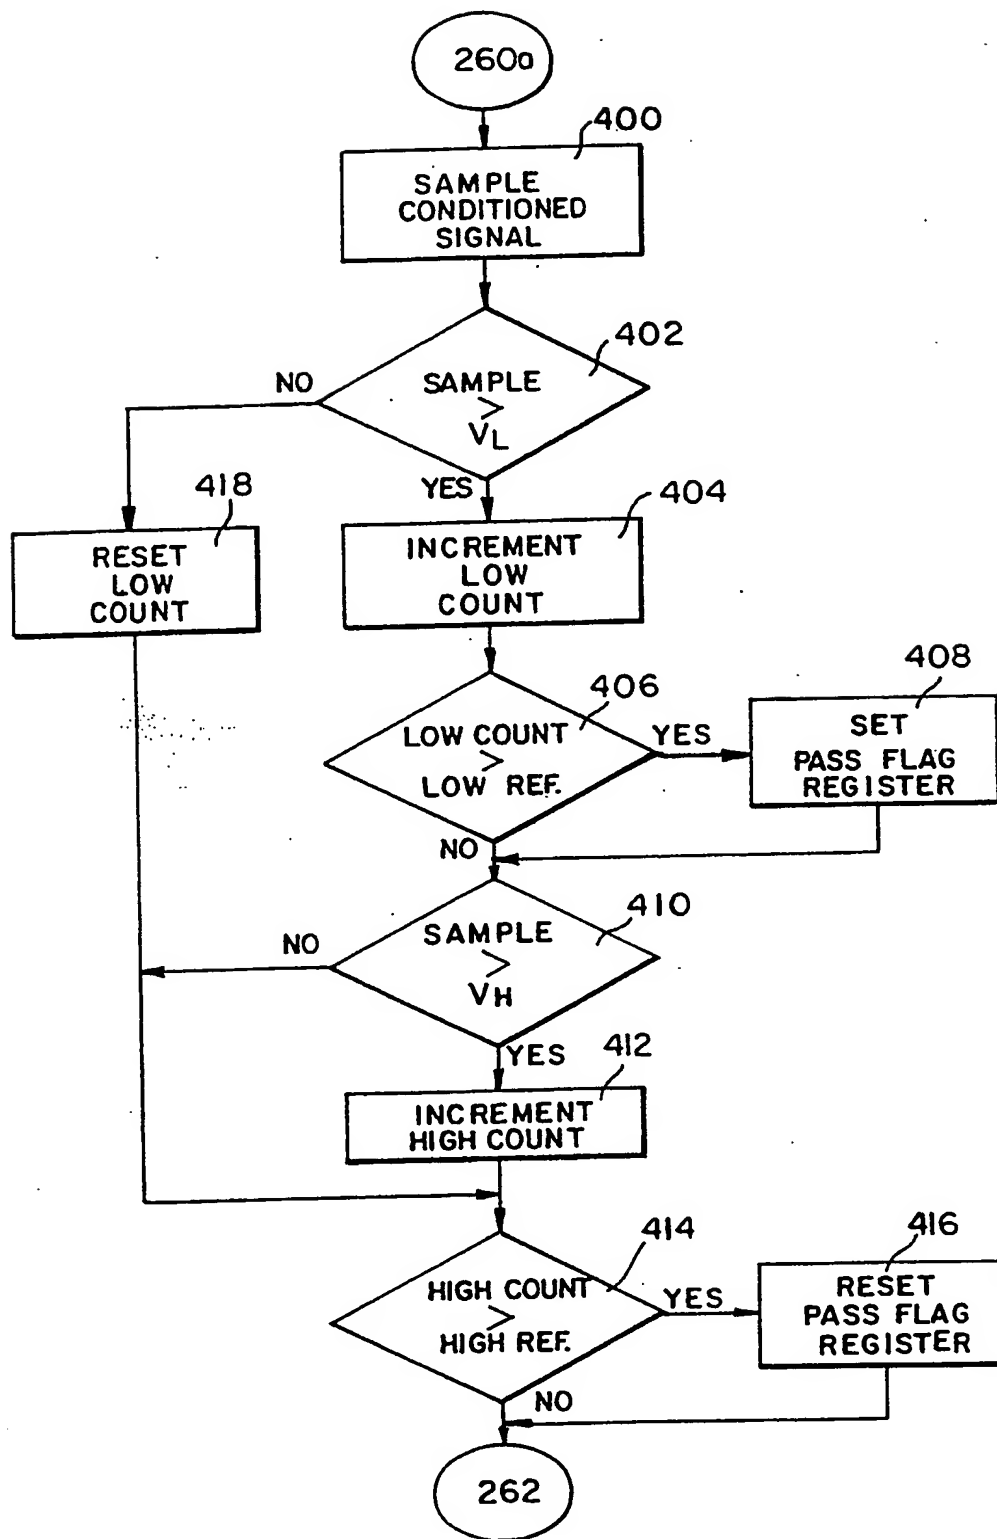 260a
400
SAMPLE
CONDITIONED
SIGNAL
402
NO
SAMPLE
>
VL
YES
418
404
RESET
LOW
COUNT
INCREMENT
LOW
COUNT
406
408
LOW COUNT
>
LOW REF.
YES
SET
PASS FLAG
REGISTER
NO
410
NO
SAMPLE
>
VH
YES
412
INCREMENT
HIGH COUNT
414
416
HIGH COUNT
>
HIGH REF.
YES
RESET
PASS FLAG
REGISTER
NO
262